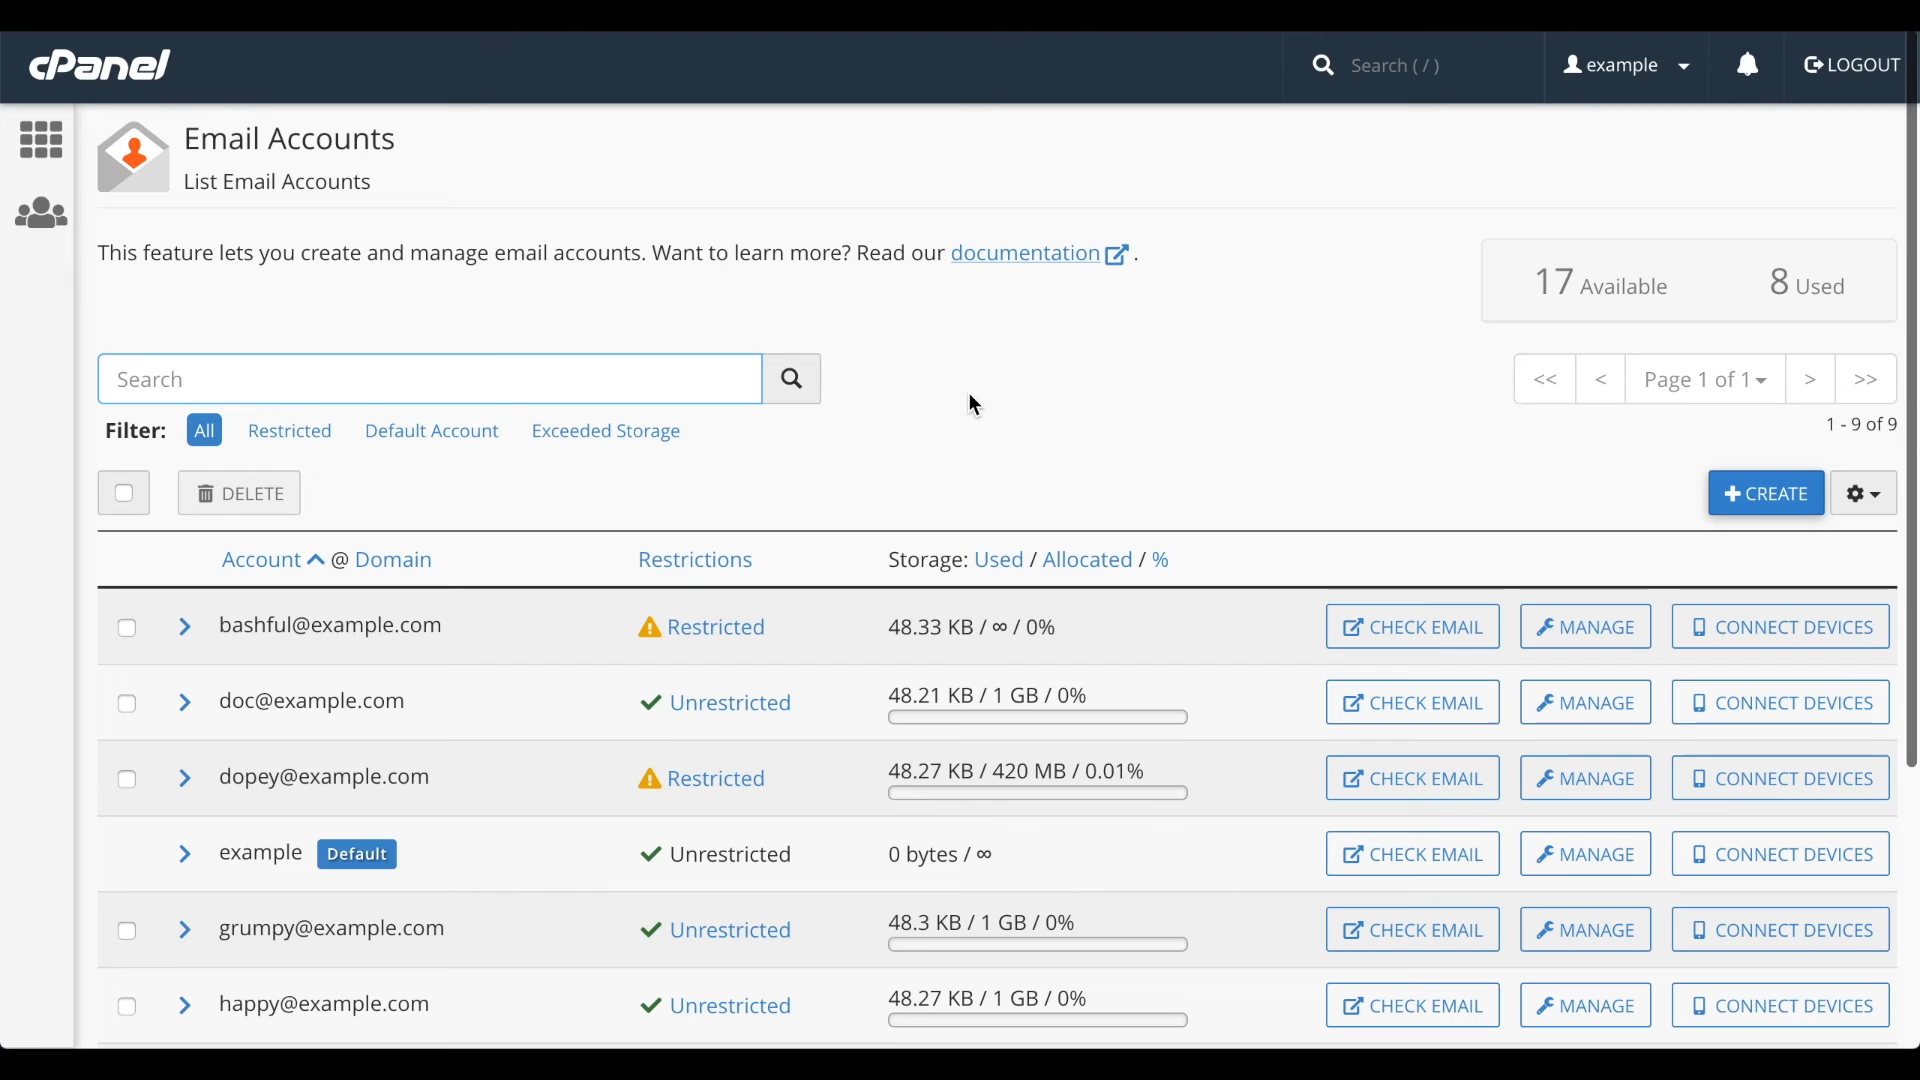 cPanel
Search ( / )
example
LOGOUT
Email Accounts
List Email Accounts
This feature lets you create and manage email accounts. Want to learn more? Read our documentation .
17 Available 8 Used
Search
<< < Page 1 of 1 > >>
Filter: All Restricted Default Account Exceeded Storage
1 - 9 of 9
DELETE
+ CREATE
Account @ Domain Restrictions Storage: Used / Allocated / %
bashful@example.com Restricted 48.33 KB / ∞ / 0% CHECK EMAIL MANAGE CONNECT DEVICES
doc@example.com Unrestricted 48.21 KB / 1 GB / 0% CHECK EMAIL MANAGE CONNECT DEVICES
dopey@example.com Restricted 48.27 KB / 420 MB / 0.01% CHECK EMAIL MANAGE CONNECT DEVICES
example Default Unrestricted 0 bytes / ∞ CHECK EMAIL MANAGE CONNECT DEVICES
grumpy@example.com Unrestricted 48.3 KB / 1 GB / 0% CHECK EMAIL MANAGE CONNECT DEVICES
happy@example.com Unrestricted 48.27 KB / 1 GB / 0% CHECK EMAIL MANAGE CONNECT DEVICES